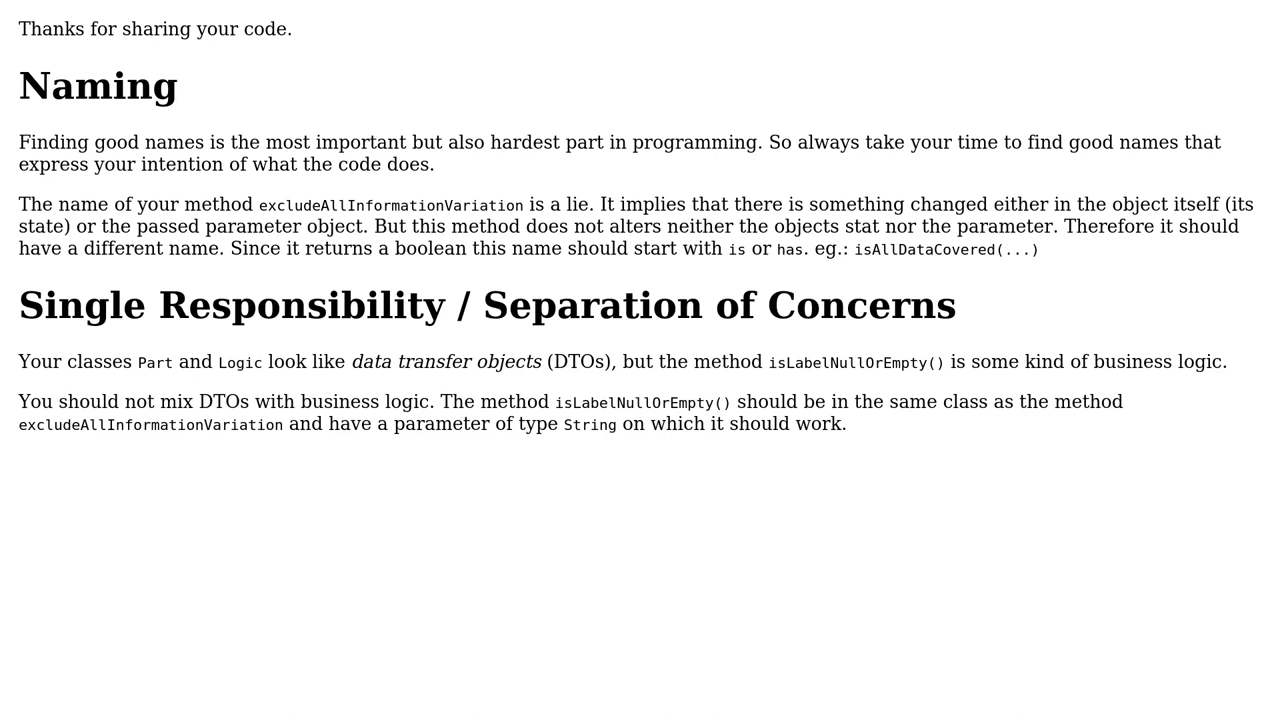 Thanks for sharing your code.
Naming
Finding good names is the most important but also hardest part in programming. So always take your time to find good names that
express your intention of what the code does.
The name of your method excludeAllInformationVariation is a lie. It implies that there is something changed either in the object itself (its
state) or the passed parameter object. But this method does not alters neither the objects stat nor the parameter. Therefore it should
have a different name. Since it returns a boolean this name should start with is or has. eg.: isAllDataCovered(...)
Single Responsibility / Separation of Concerns
Your classes Part and Logic look like data transfer objects (DTOs), but the method isLabelNullOrEmpty() is some kind of business logic.
You should not mix DTOs with business logic. The method isLabelNullOrEmpty() should be in the same class as the method
excludeAllInformationVariation and have a parameter of type String on which it should work.